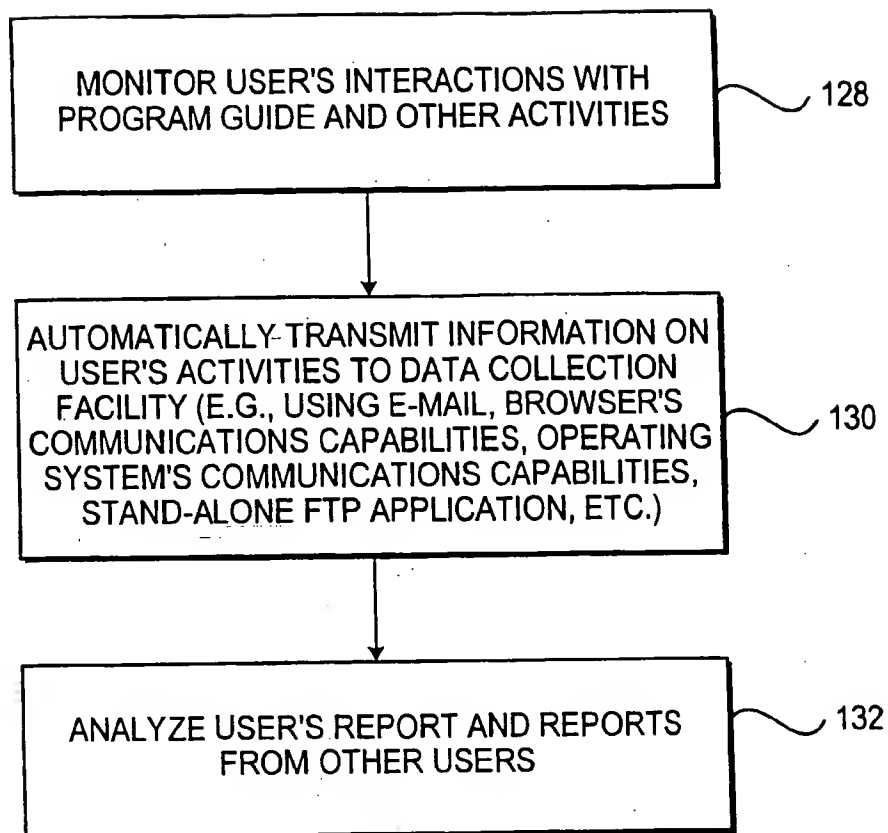 MONITOR USER'S INTERACTIONS WITH
PROGRAM GUIDE AND OTHER ACTIVITIES
128
AUTOMATICALLY TRANSMIT INFORMATION ON
USER'S ACTIVITIES TO DATA COLLECTION
FACILITY (E.G., USING E-MAIL, BROWSER'S
COMMUNICATIONS CAPABILITIES, OPERATING
SYSTEM'S COMMUNICATIONS CAPABILITIES,
STAND-ALONE FTP APPLICATION, ETC.)
130
ANALYZE USER'S REPORT AND REPORTS
FROM OTHER USERS
132